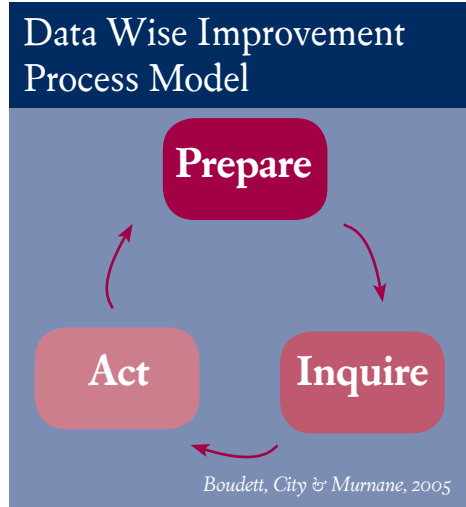 Data Wise Improvement
Process Model
Prepare
Act
Inquire
Boudett, City & Murnane, 2005